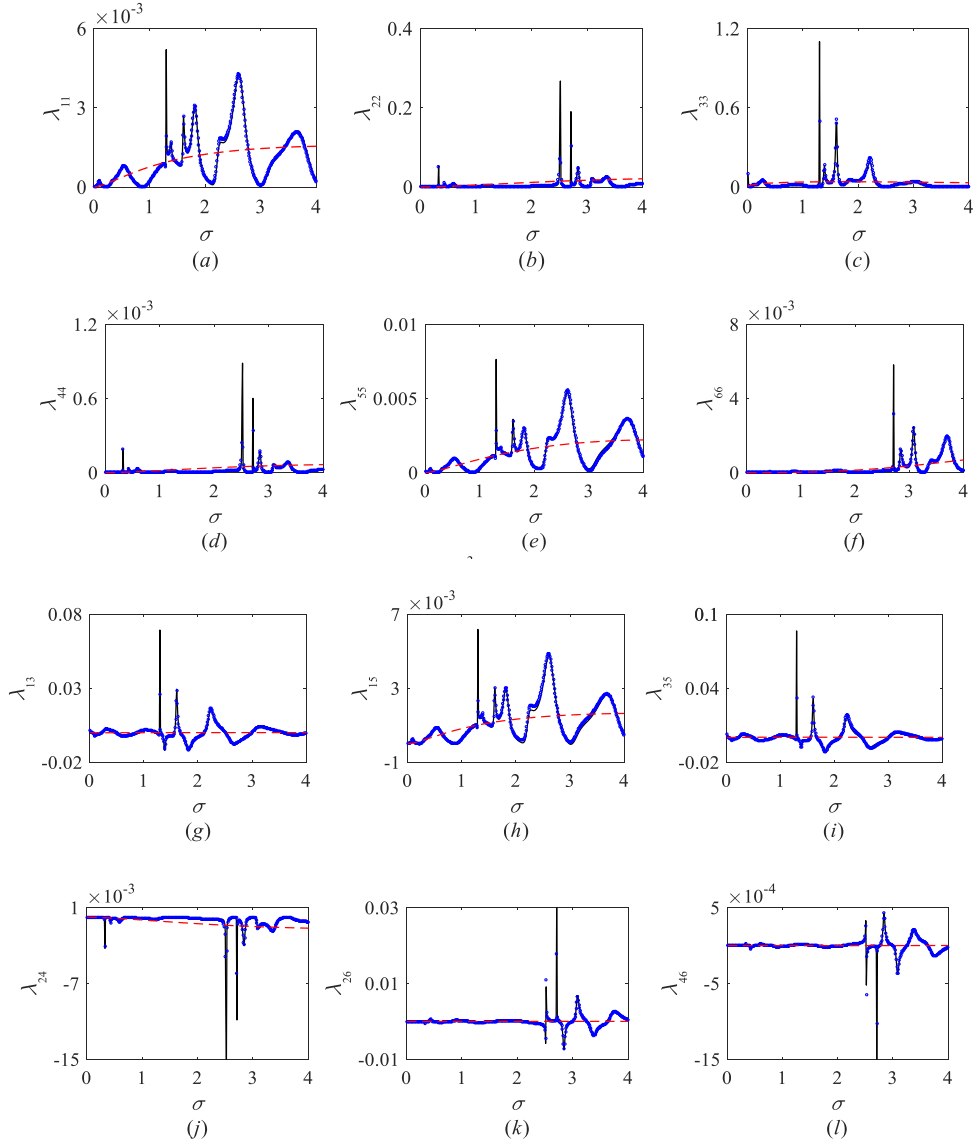 ×10⁻³
6
3
0
λ₁₁
0 1 2 3 4
σ
(a)
0.4
0.2
0
λ₂₂
0 1 2 3 4
σ
(b)
1.2
0.6
0
λ₃₃
0 1 2 3 4
σ
(c)
×10⁻³
1.2
0.6
0
λ₄₄
0 1 2 3 4
σ
(d)
0.01
0.005
0
λ₅₅
0 1 2 3 4
σ
(e)
×10⁻³
8
4
0
λ₆₆
0 1 2 3 4
σ
(f)
0.08
0.03
-0.02
λ₁₃
0 1 2 3 4
σ
(g)
×10⁻³
7
3
-1
λ₁₅
0 1 2 3 4
σ
(h)
0.1
0.04
-0.02
λ₃₅
0 1 2 3 4
σ
(i)
×10⁻³
1
-7
-15
λ₂₄
0 1 2 3 4
σ
(j)
0.03
0.01
-0.01
λ₂₆
0 1 2 3 4
σ
(k)
×10⁻⁴
5
-5
-15
λ₄₆
0 1 2 3 4
σ
(l)